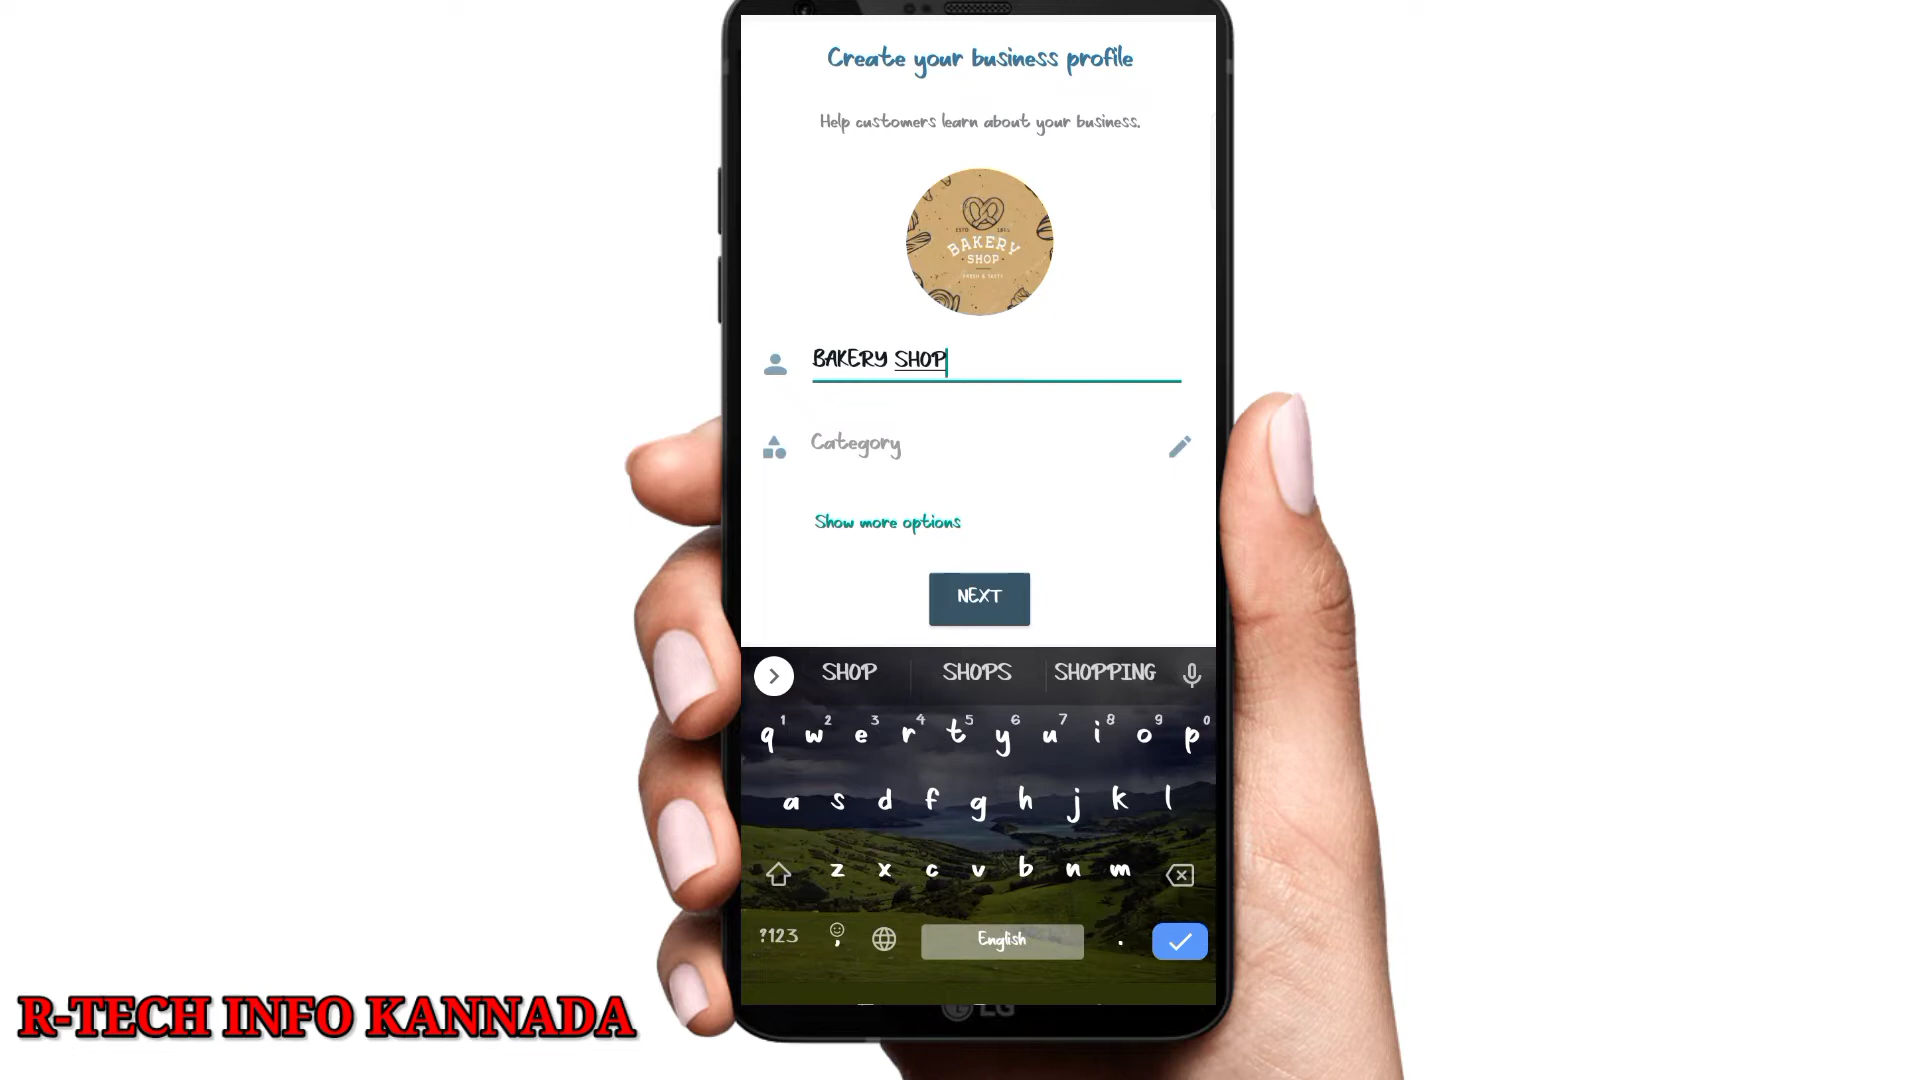 Create your business profile
Help customers learn about your business.
ESTD
BAKERY
SHOP
FRESH & TASTY
BAKERY SHOP
Category
Show more options
NEXT
SHOP SHOPS SHOPPING
1 2 3 4 5 6 7 8 9 0
q w e r t y u i o p
a s d f g h j k l
z x c v b n m
?123 , English .
LG
R-TECH INFO KANNADA